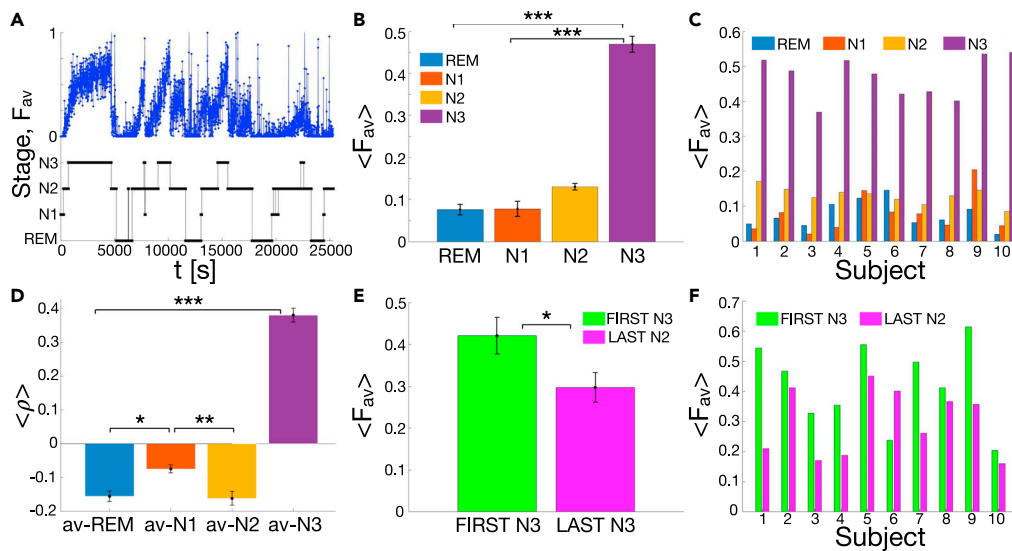 A
Stage, F_av
1
0
N3
N2
N1
REM
0 5000 10000 15000 20000 25000
t [s]
B
<F_av>
0.5
0.4
0.3
0.2
0.1
0
***
***
REM
N1
N2
N3
REM N1 N2 N3
C
<F_av>
0.6
0.5
0.4
0.3
0.2
0.1
0
REM N1 N2 N3
1 2 3 4 5 6 7 8 9 10
Subject
D
<ρ>
0.4
0.3
0.2
0.1
0
-0.1
-0.2
***
* **
av-REM av-N1 av-N2 av-N3
E
<F_av>
0.5
0.4
0.3
0.2
0.1
0
*
FIRST N3
LAST N2
FIRST N3 LAST N3
F
<F_av>
0.7
0.6
0.5
0.4
0.3
0.2
0.1
0
FIRST N3 LAST N2
1 2 3 4 5 6 7 8 9 10
Subject